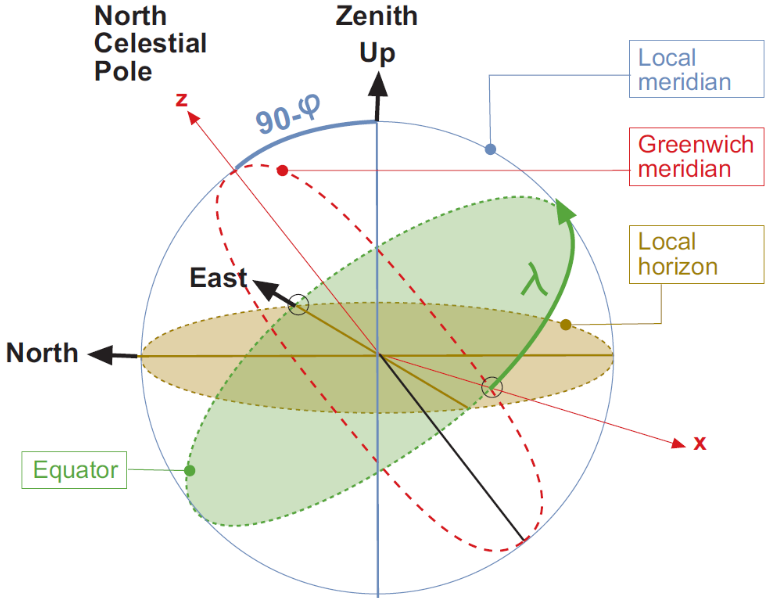 North
Celestial
Pole
Zenith
Up
z
90-φ
Local
meridian
Greenwich
meridian
Local
horizon
λ
East
North
x
Equator